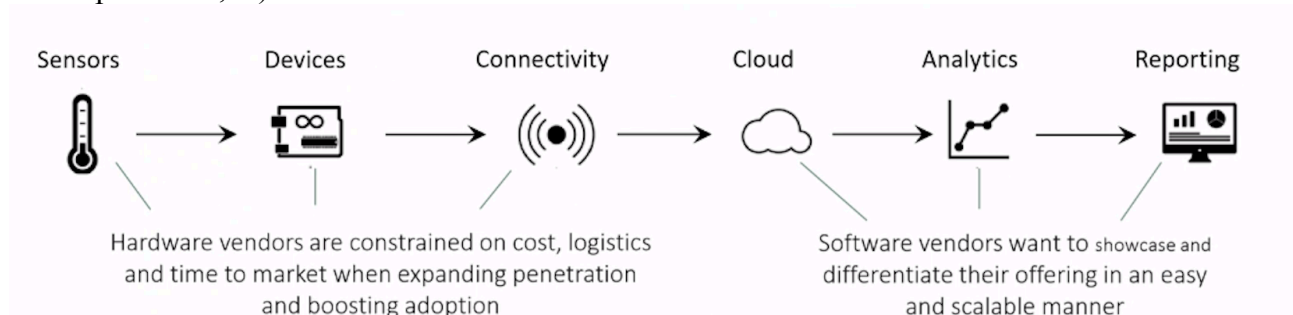 Sensors Devices Connectivity Cloud Analytics Reporting
Hardware vendors are constrained on cost, logistics
and time to market when expanding penetration
and boosting adoption
Software vendors want to showcase and
differentiate their offering in an easy
and scalable manner